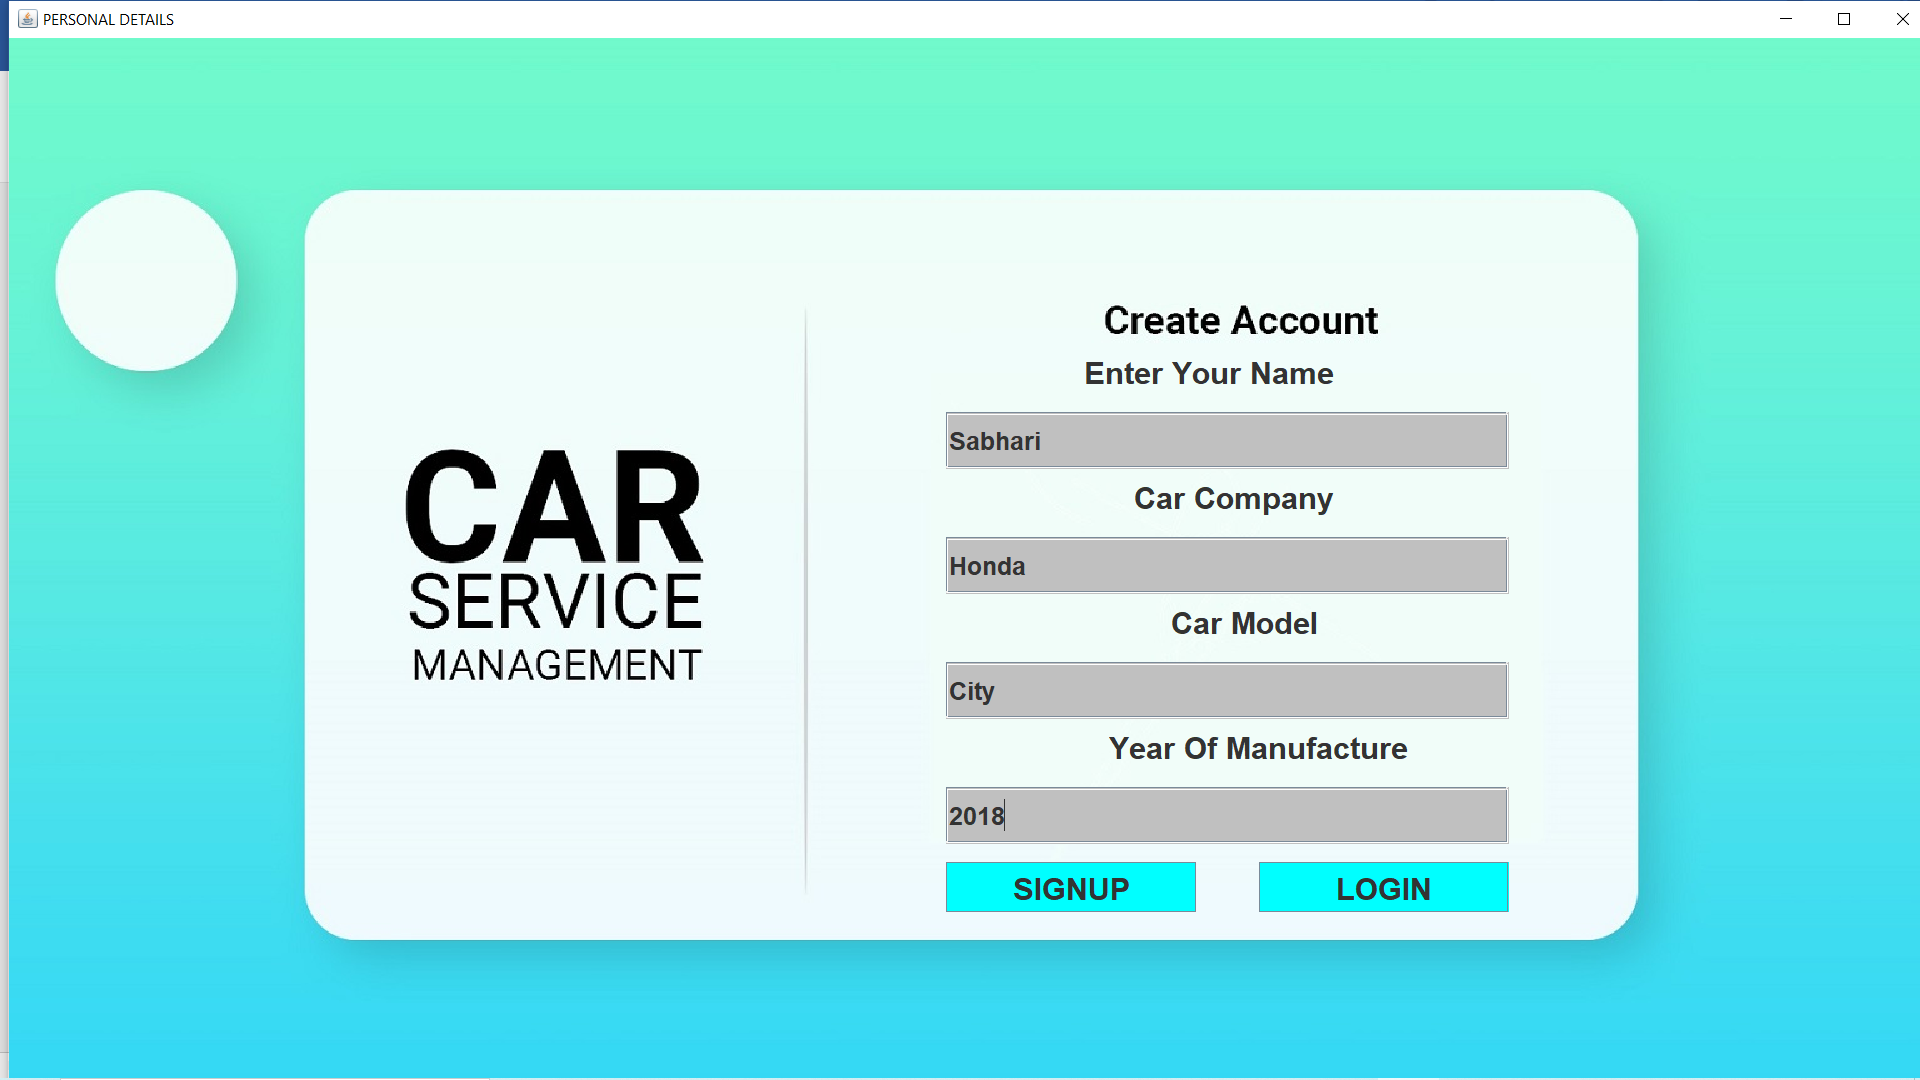 PERSONAL DETAILS
CAR
SERVICE
MANAGEMENT
Create Account
Enter Your Name
Sabhari
Car Company
Honda
Car Model
City
Year Of Manufacture
2018
SIGNUP
LOGIN